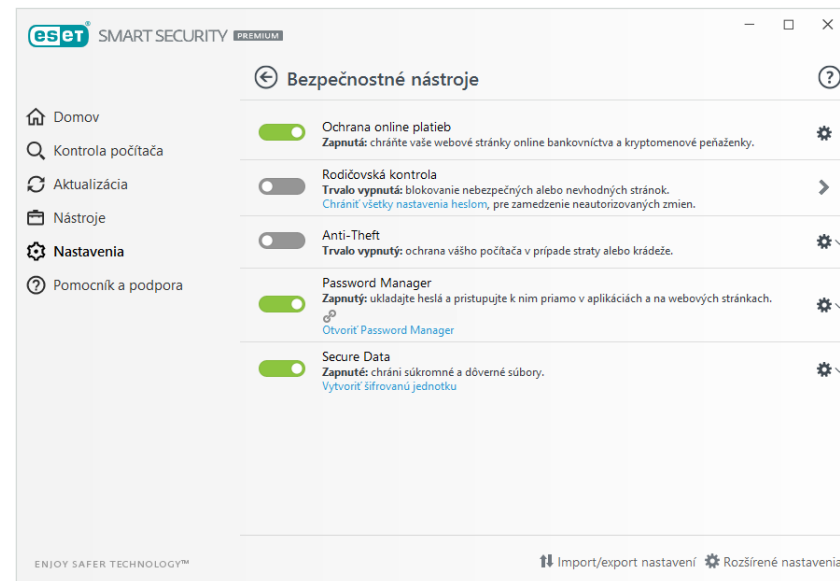 eset SMART SECURITY PREMIUM
Bezpečnostné nástroje
Domov
Kontrola počítača
Aktualizácia
Nástroje
Nastavenia
Pomocník a podpora
Ochrana online platieb
Zapnutá: chráňte vaše webové stránky online bankovníctva a kryptomenové peňaženky.
Rodičovská kontrola
Trvalo vypnutá: blokovanie nebezpečných alebo nevhodných stránok.
Chrániť všetky nastavenia heslom, pre zamedzenie neautorizovaných zmien.
Anti-Theft
Trvalo vypnutý: ochrana vášho počítača v prípade straty alebo krádeže.
Password Manager
Zapnutý: ukladajte heslá a pristupujte k nim priamo v aplikáciách a na webových stránkach.
Otvoriť Password Manager
Secure Data
Zapnuté: chráni súkromné a dôverné súbory.
Vytvoriť šifrovanú jednotku
ENJOY SAFER TECHNOLOGY™
Import/export nastavení Rozšírené nastavenia